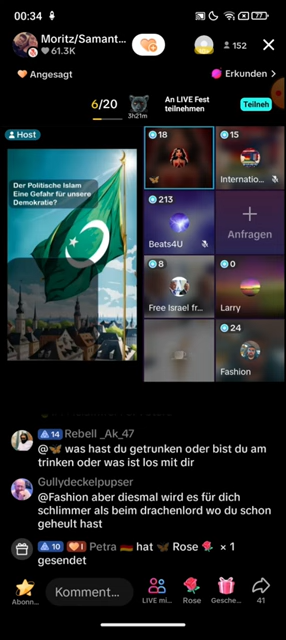 00:34
77
Moritz/Samant...
61.3K
152
Angesagt
Erkunden >
6/20
3h21m
An LIVE Fest
teilnehmen
Teilneh
Host
Der Politische Islam
Eine Gefahr für unsere
Demokratie?
18
15
Internatio...
213
Beats4U
+
Anfragen
8
Free Israel fr...
0
Larry
24
Fashion
14 Rebell _Ak_47
@🦋 was hast du getrunken oder bist du am
trinken oder was ist los mit dir
Gullydeckelpupser
@Fashion aber diesmal wird es für dich
schlimmer als beim drachenlord wo du schon
geheult hast
10 I Petra 🇩🇪 hat 🦋 Rose 🌹 × 1
gesendet
Kommentar...
Abonn...
LIVE mi...
Rose
Gesche...
41